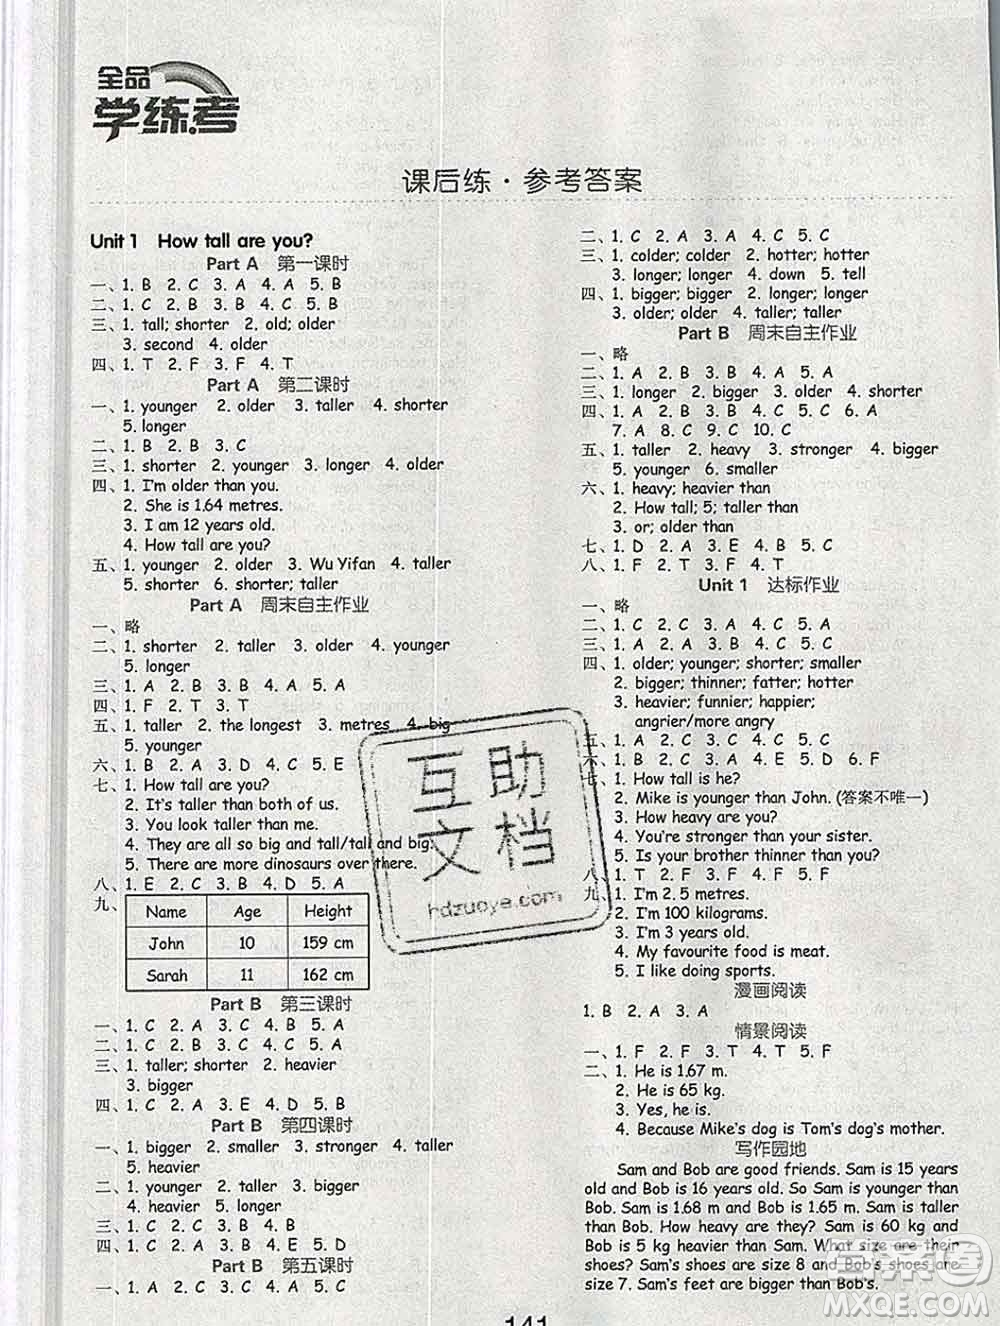 全品
学练考
课后练·参考答案
Unit 1 How tall are you?
Part A 第一课时
一、1. B 2. C 3. A 4. A 5. B
二、1. C 2. A 3. B 4. C 5. C
三、1. tall; shorter 2. old; older
3. second 4. older
四、1. T 2. F 3. F 4. T
Part A 第二课时
一、1. younger 2. older 3. taller 4. shorter
5. longer
二、1. B 2. B 3. C
三、1. shorter 2. younger 3. longer 4. older
四、1. I'm older than you.
2. She is 1.64 metres.
3. I am 12 years old.
4. How tall are you?
五、1. younger 2. older 3. Wu Yifan 4. taller
5. shorter 6. shorter; taller
Part A 周末自主作业
一、略
二、1. shorter 2. taller 3. older 4. younger
5. longer
三、1. A 2. B 3. B 4. A 5. A
四、1. F 2. T 3. T
五、1. taller 2. the longest 3. metres 4. big
5. younger
六、1. B 2. A 3. D 4. C 5. E
七、1. How tall are you?
2. It's taller than both of us.
3. You look taller than me.
4. They are all so big and tall/tall and big.
5. There are more dinosaurs over there.
八、1. E 2. C 3. B 4. D 5. A
九、
Name Age Height
John 10 159 cm
Sarah 11 162 cm
Part B 第三课时
一、1. C 2. A 3. C 4. B 5. A
二、1. C 2. A 3. B 4. C 5. A
三、1. taller; shorter 2. heavier
3. bigger
四、1. C 2. A 3. E 4. D 5. B
Part B 第四课时
一、1. bigger 2. smaller 3. stronger 4. taller
5. heavier
二、1. younger 2. taller 3. bigger
4. heavier 5. longer
三、1. C 2. A 3. B 4. B
四、1. E 2. A 3. B 4. C 5. D
Part B 第五课时
一、1. A 2. C 3. B 4. A 5. C
二、1. C 2. A 3. A 4. C 5. C
三、1. colder; colder 2. hotter; hotter
3. longer; longer 4. down 5. tell
四、1. bigger; bigger 2. longer; longer
3. older; older 4. taller; taller
Part B 周末自主作业
一、略
二、1. A 2. B 3. B 4. C 5. A
三、1. longer 2. bigger 3. older 4. shorter
四、1. A 2. B 3. B 4. C 5. C 6. A
7. A 8. C 9. C 10. C
五、1. taller 2. heavy 3. stronger 4. bigger
5. younger 6. smaller
六、1. heavy; heavier than
2. How tall; 5; taller than
3. or; older than
七、1. D 2. A 3. E 4. B 5. C
八、1. F 2. T 3. F 4. T
Unit 1 达标作业
一、略
二、1. C 2. C 3. A 4. C 5. B
三、1. A 2. A 3. B 4. C 5. A
四、1. older; younger; shorter; smaller
2. bigger; thinner; fatter; hotter
3. heavier; funnier; happier;
angrier/more angry
五、1. C 2. A 3. C 4. A 5. A
六、1. B 2. C 3. A 4. E 5. D 6. F
七、1. How tall is he?
2. Mike is younger than John. (答案不唯一)
3. How heavy are you?
4. You're stronger than your sister.
5. Is your brother thinner than you?
八、1. T 2. F 3. F 4. F 5. F
九、1. I'm 2.5 metres.
2. I'm 100 kilograms.
3. I'm 3 years old.
4. My favourite food is meat.
5. I like doing sports.
漫画阅读
1. B 2. A 3. A
情景阅读
一、1. F 2. F 3. T 4. T 5. F
二、1. He is 1.67 m.
2. He is 65 kg.
3. Yes, he is.
4. Because Mike's dog is Tom's dog's mother.
写作园地
Sam and Bob are good friends. Sam is 15 years
old and Bob is 16 years old. So Sam is younger than
Bob. Sam is 1.68 m and Bob is 1.65 m. Sam is taller
than Bob. How heavy are they? Sam is 60 kg and
Bob is 5 kg heavier than Sam. What size are their
shoes? Sam's shoes are size 8 and Bob's shoes are
size 7. Sam's feet are bigger than Bob's.
141
互助
文档
hdzuoye.com
答案圈
MXQE.COM